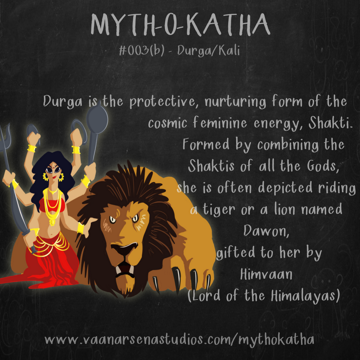 MYTH-O-KATHA
#003(b) - Durga/Kali
Durga is the protective, nurturing form of the
cosmic feminine energy, Shakti.
Formed by combining the
Shaktis of all the Gods,
she is often depicted riding
a tiger or a lion named
Dawon,
gifted to her by
Himvaan
(Lord of the Himalayas)
www.vaanarsenastudios.com/mythokatha